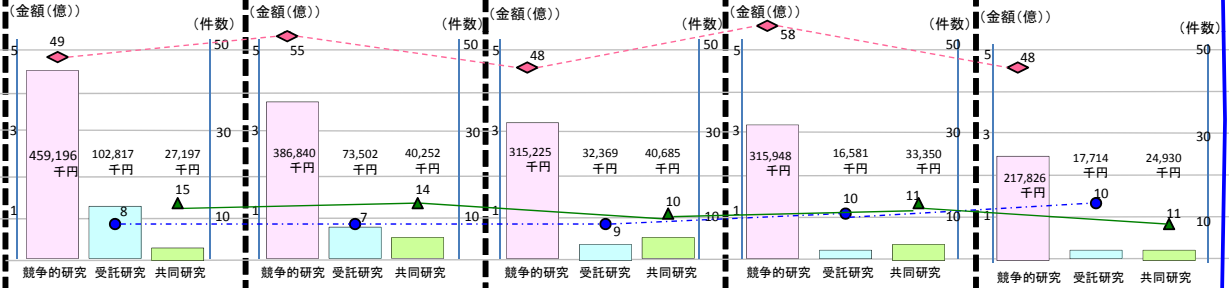 （金額（億））
（件数）
49
5
50
3
30
459,196
千円
102,817
千円
27,197
千円
15
8
1
10
競争的研究 受託研究 共同研究
（金額（億））
（件数）
55
5
50
3
30
386,840
千円
73,502
千円
40,252
千円
14
7
1
10
競争的研究 受託研究 共同研究
（金額（億））
（件数）
48
5
50
3
30
315,225
千円
32,369
千円
40,685
千円
10
9
1
10
競争的研究 受託研究 共同研究
（金額（億））
（件数）
58
5
50
3
30
315,948
千円
16,581
千円
33,350
千円
10
11
1
10
競争的研究 受託研究 共同研究
（金額（億））
（件数）
48
5
50
3
30
217,826
千円
17,714
千円
24,930
千円
10
11
1
10
競争的研究 受託研究 共同研究